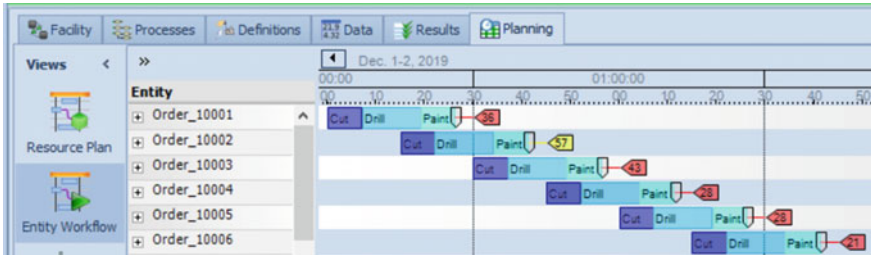 Facility Processes Definitions Data Results Planning
Views < »
Dec. 1-2, 2019
00:00 01:00:00
Entity
00 10 20 30 40 50 00 10 20 30 40 50
Order_10001 Cut Drill Paint 36
Resource Plan
Order_10002 Cut Drill Paint 57
Order_10003 Cut Drill Paint 43
Order_10004 Cut Drill Paint 28
Entity Workflow
Order_10005 Cut Drill Paint 28
Order_10006 Cut Drill Paint 21